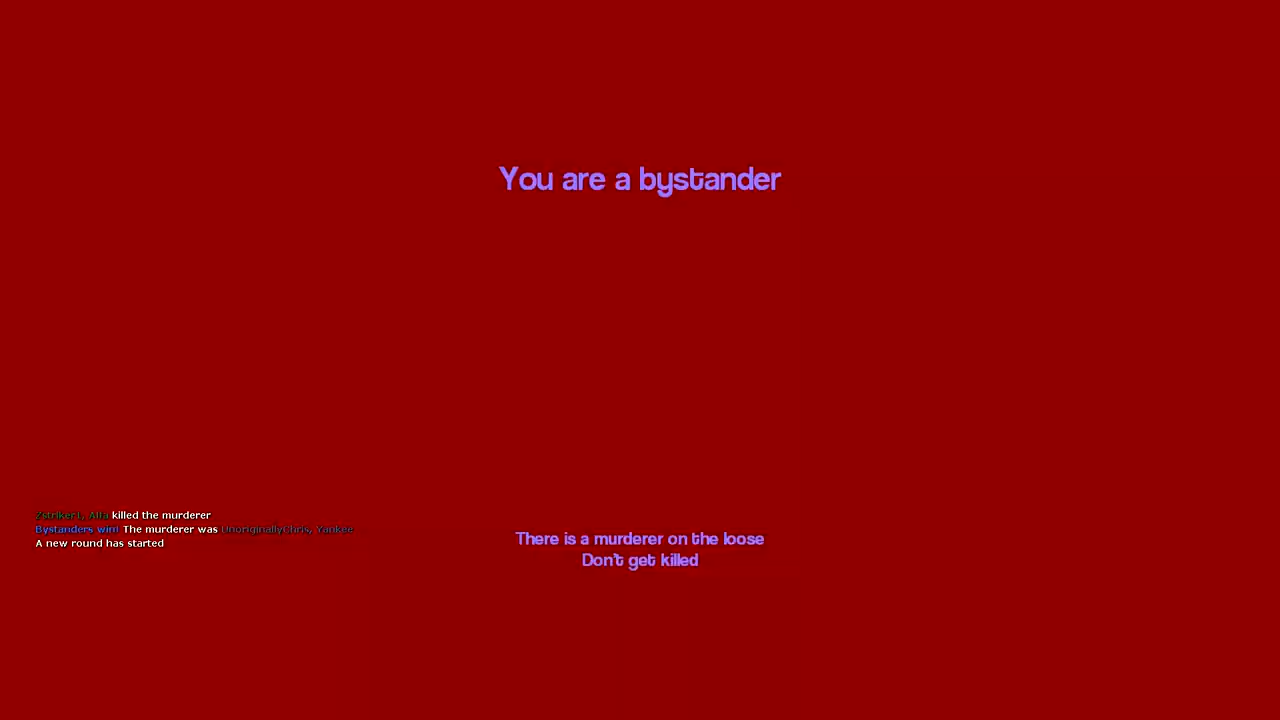 You are a bystander
Zstriker1, Alfa killed the murderer
Bystanders win! The murderer was UnoriginallyChris, Yankee
A new round has started
There is a murderer on the loose
Don't get killed